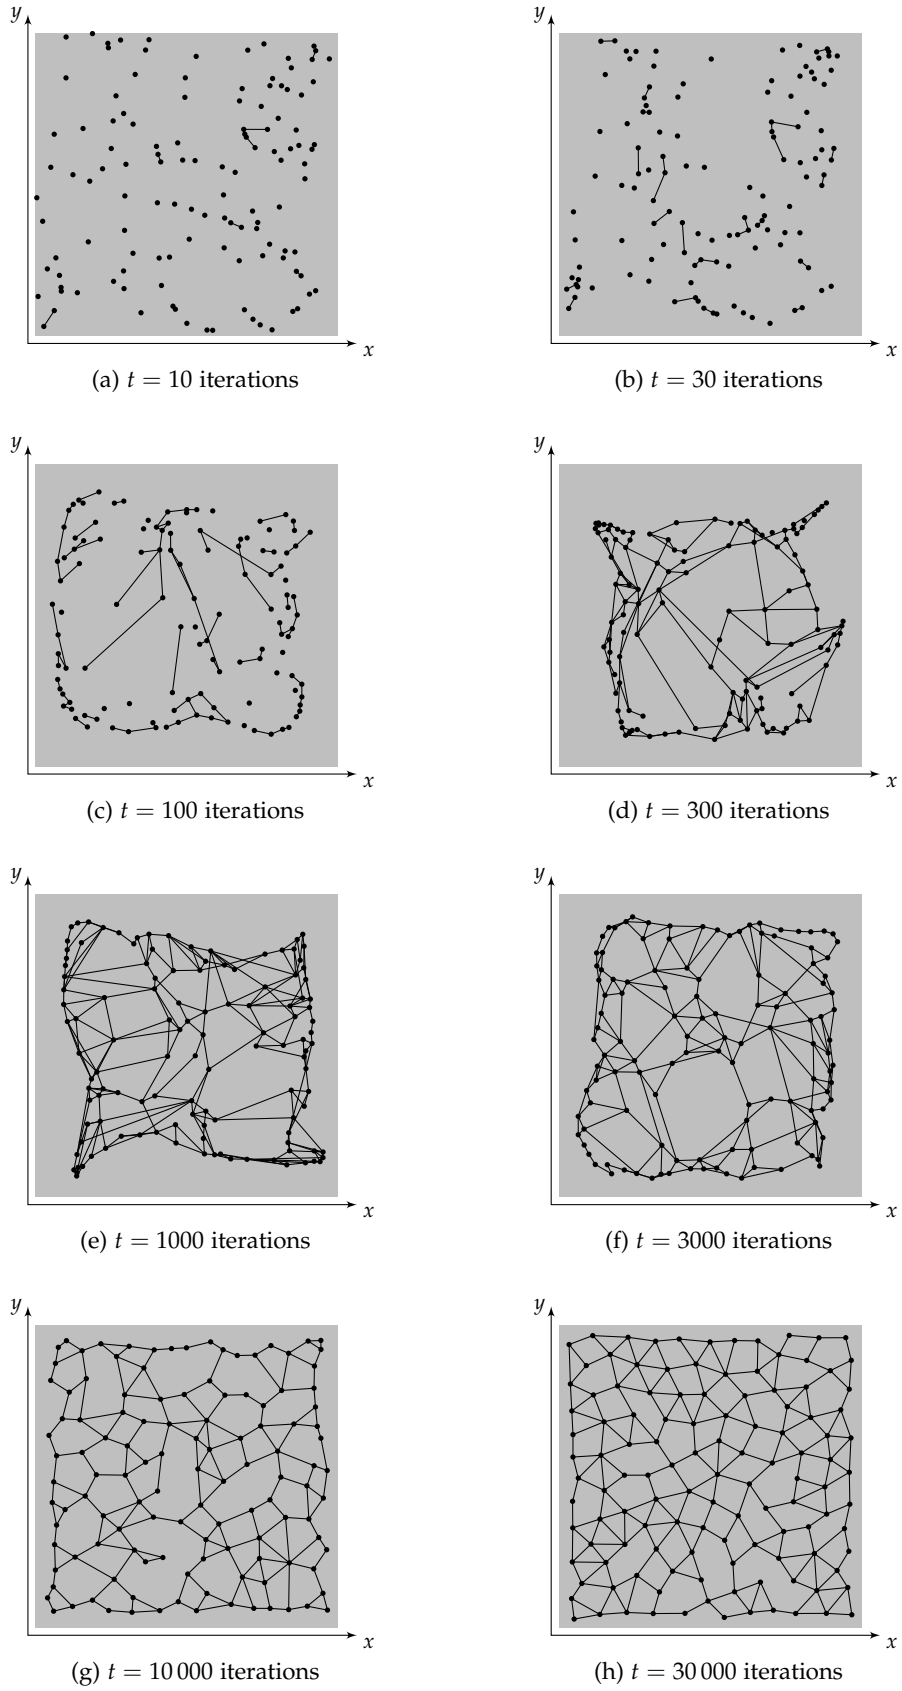 y y
x x
(a) t = 10 iterations (b) t = 30 iterations
y y
x x
(c) t = 100 iterations (d) t = 300 iterations
y y
x x
(e) t = 1000 iterations (f) t = 3000 iterations
y y
x x
(g) t = 10 000 iterations (h) t = 30 000 iterations